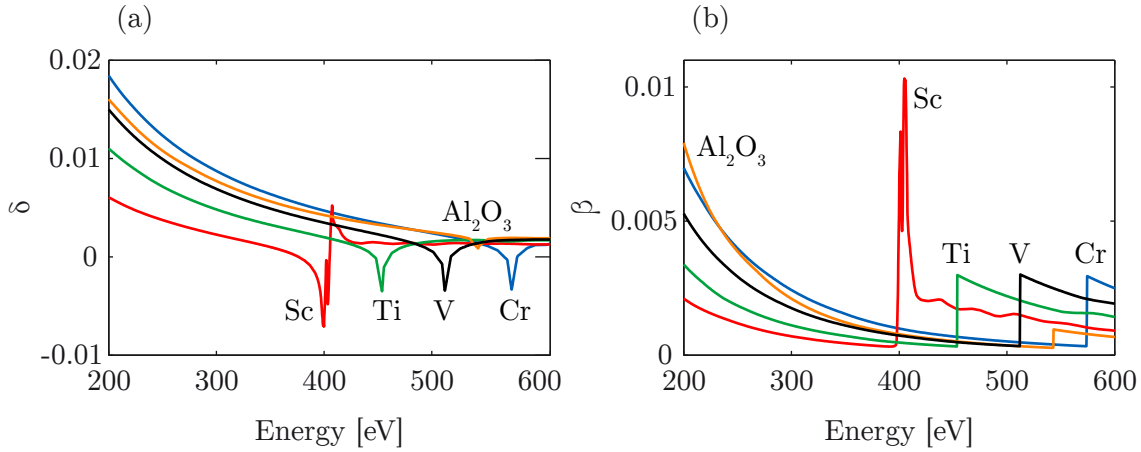 (a)
0.02
0.01
0
-0.01
δ
Al₂O₃
Sc
Ti
V
Cr
200
300
400
500
600
Energy [eV]
(b)
0.01
0.005
0
β
Sc
Al₂O₃
Ti
V
Cr
200
300
400
500
600
Energy [eV]